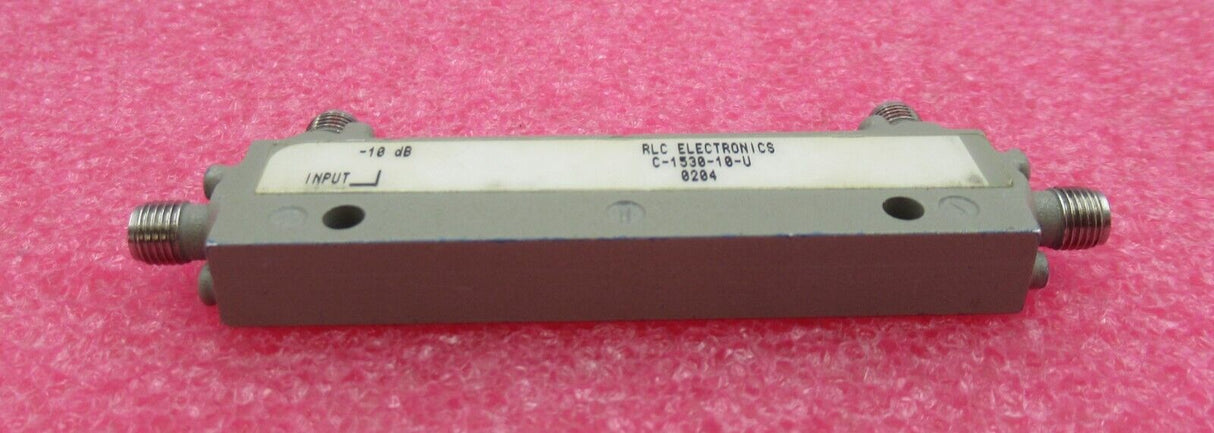 -10 dB
INPUT
RLC ELECTRONICS
C-1530-10-U
0204